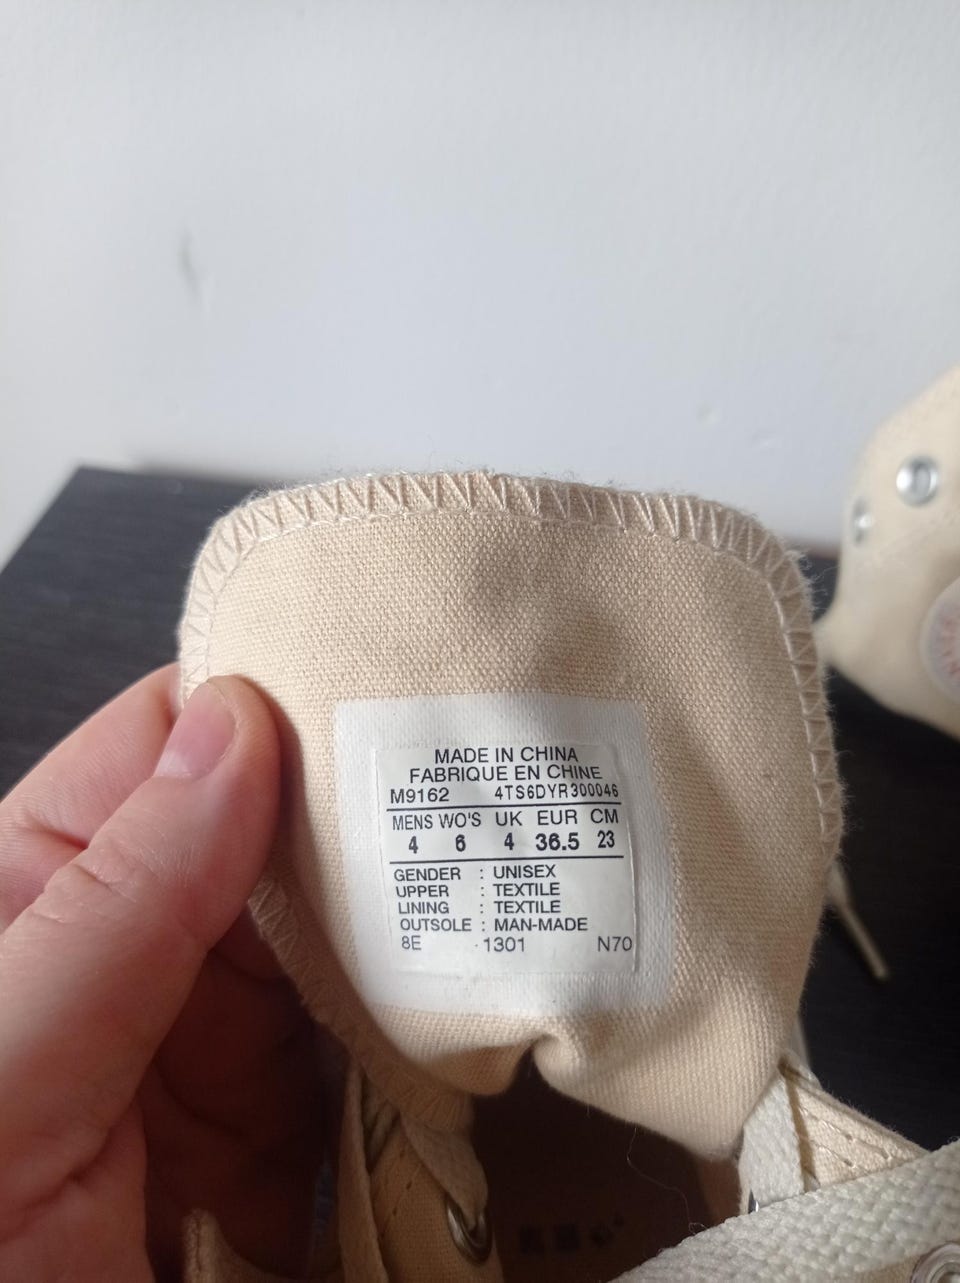 MADE IN CHINA
FABRIQUE EN CHINE
M9162 4TS6DYR300046
MENS WO'S UK EUR CM
4 6 4 36.5 23
GENDER : UNISEX
UPPER : TEXTILE
LINING : TEXTILE
OUTSOLE : MAN-MADE
8E 1301 N70